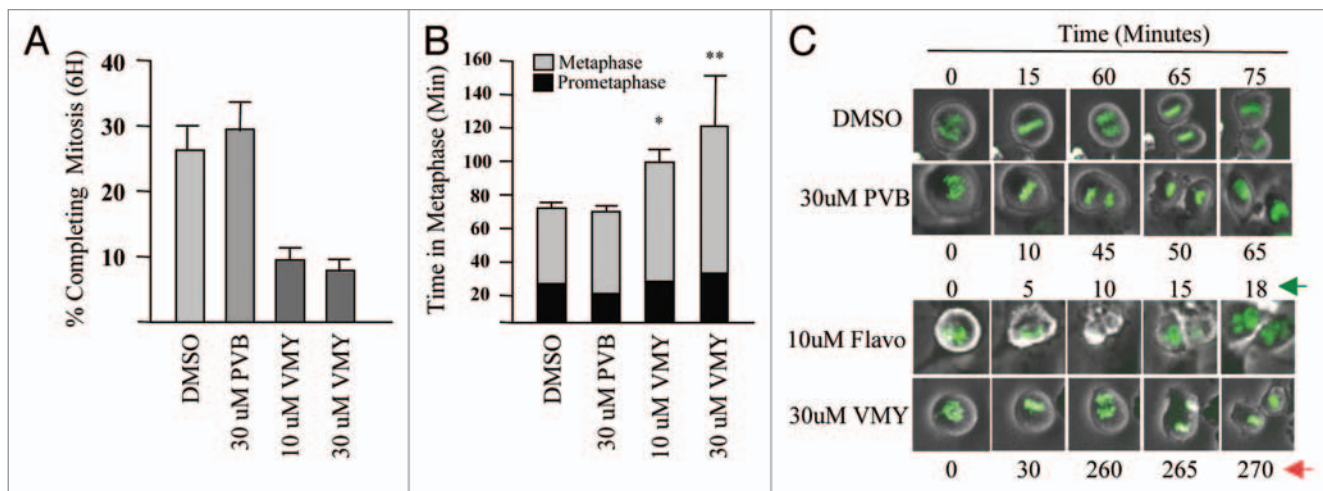 A
% Completing Mitosis (6H)
40
30
20
10
DMSO
30 uM PVB
10 uM VMY
30 uM VMY
B
Time in Metaphase (Min)
160
140
120
100
80
60
40
20
Metaphase
Prometaphase
*
**
DMSO
30 uM PVB
10 uM VMY
30 uM VMY
C
Time (Minutes)
0 15 60 65 75
DMSO
30uM PVB
0 10 45 50 65
0 5 10 15 18
10uM Flavo
30uM VMY
0 30 260 265 270